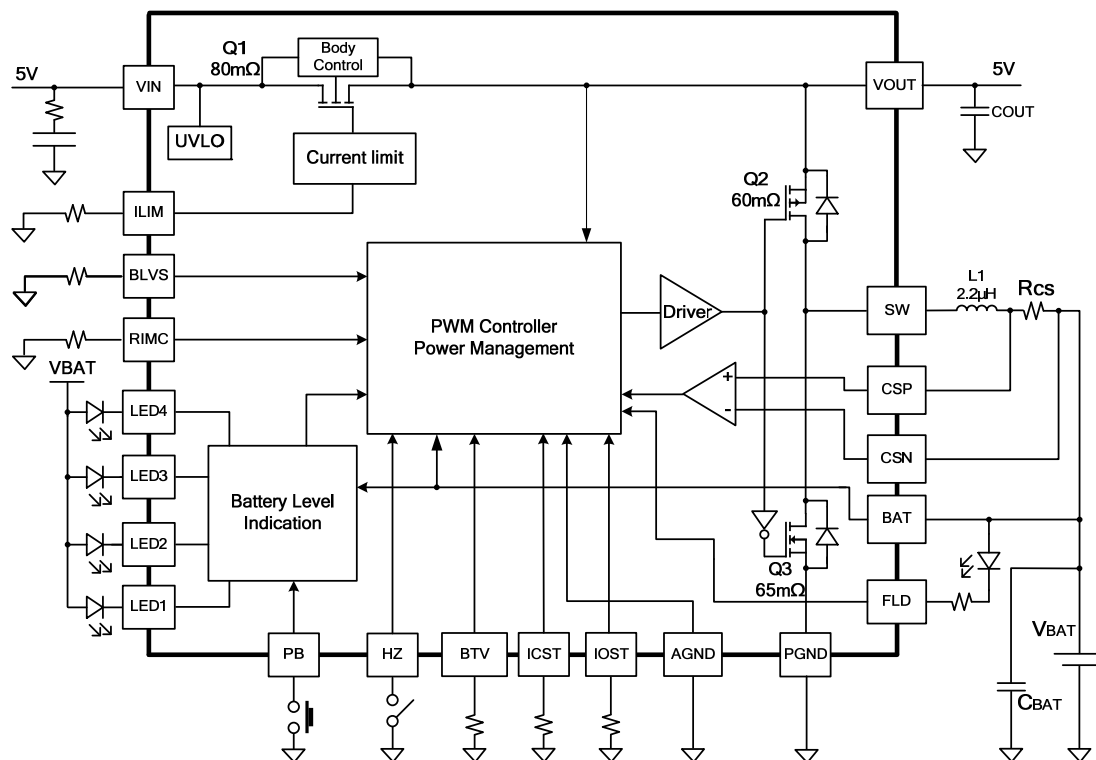 Q1
80mΩ
Body
Control
5V
VIN
UVLO
Current limit
VOUT
5V
COUT
ILIM
Q2
60mΩ
BLVS
RIMC
PWM Controller
Power Management
Driver
SW
L1
2.2µH
RCS
VBAT
CSP
+
-
CSN
LED4
LED3
LED2
LED1
Battery Level
Indication
BAT
Q3
65mΩ
FLD
VBAT
CBAT
PB
HZ
BTV
ICST
IOST
AGND
PGND